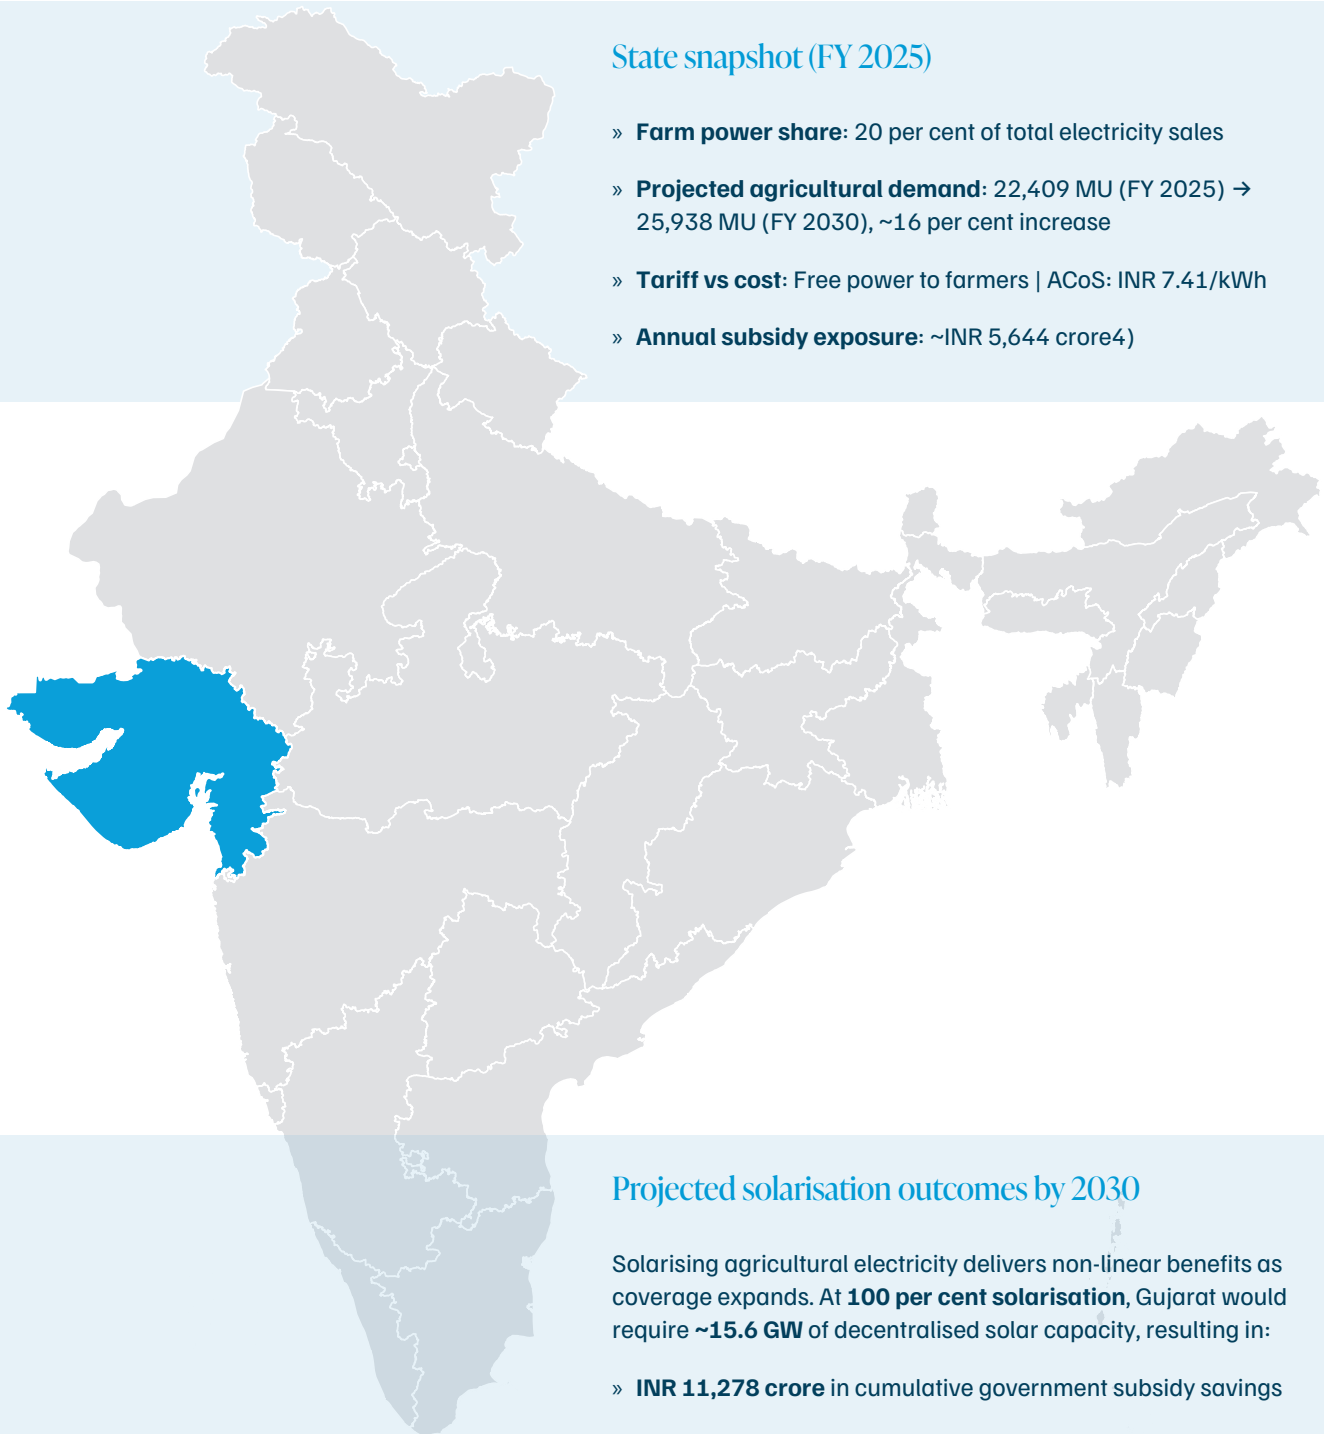 State snapshot (FY 2025)
» Farm power share: 20 per cent of total electricity sales
» Projected agricultural demand: 22,409 MU (FY 2025) →
25,938 MU (FY 2030), ~16 per cent increase
» Tariff vs cost: Free power to farmers | ACoS: INR 7.41/kWh
» Annual subsidy exposure: ~INR 5,644 crore4)
Projected solarisation outcomes by 2030
Solarising agricultural electricity delivers non-linear benefits as
coverage expands. At 100 per cent solarisation, Gujarat would
require ~15.6 GW of decentralised solar capacity, resulting in:
» INR 11,278 crore in cumulative government subsidy savings